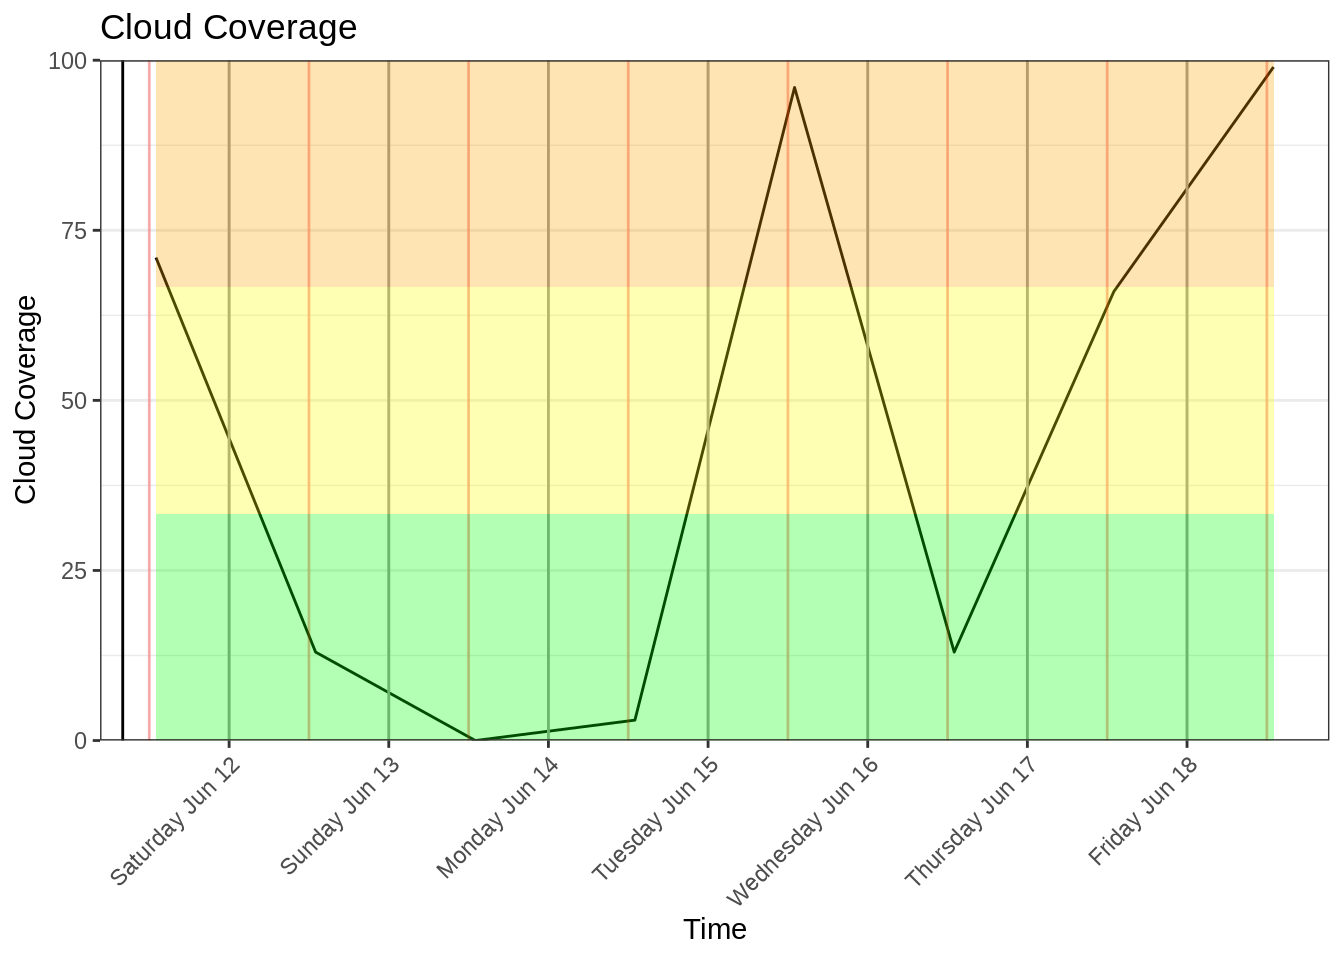 Cloud Coverage
100
75
50
25
0
Cloud Coverage
Saturday Jun 12
Sunday Jun 13
Monday Jun 14
Tuesday Jun 15
Wednesday Jun 16
Thursday Jun 17
Friday Jun 18
Time